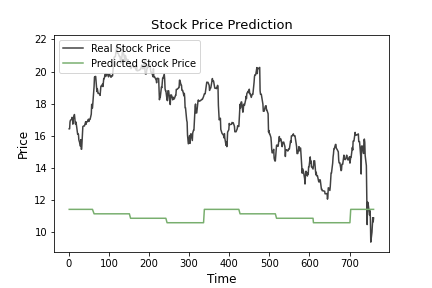 Stock Price Prediction
Real Stock Price
Predicted Stock Price
Price
22
20
18
16
14
12
10
0 100 200 300 400 500 600 700
Time